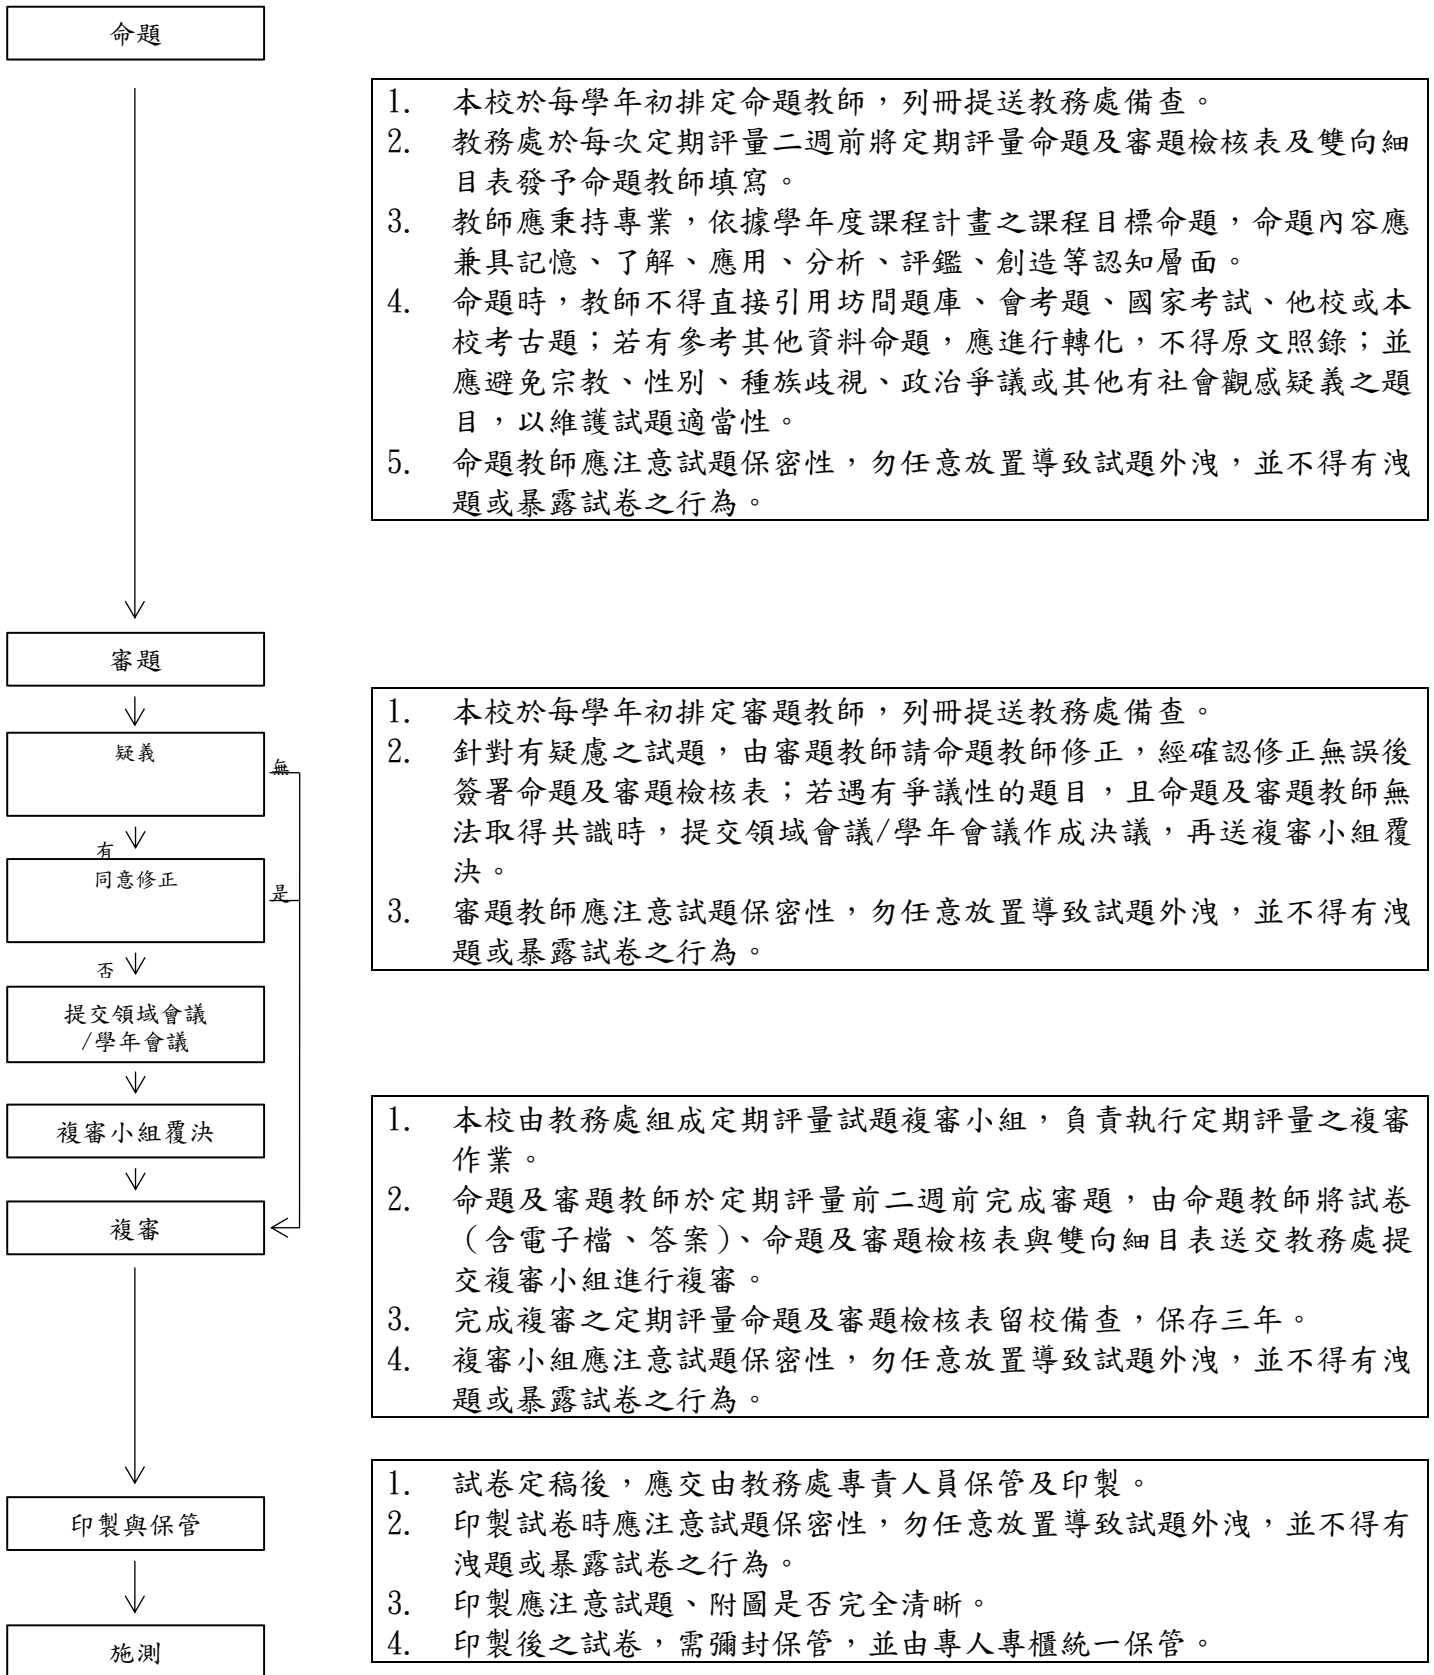 命題
1. 本校於每學年初排定命題教師，列冊提送教務處備查。
2. 教務處於每次定期評量二週前將定期評量命題及審題檢核表及雙向細
目表發予命題教師填寫。
3. 教師應秉持專業，依據學年度課程計畫之課程目標命題，命題內容應
兼具記憶、了解、應用、分析、評鑑、創造等認知層面。
4. 命題時，教師不得直接引用坊間題庫、會考題、國家考試、他校或本
校考古題；若有參考其他資料命題，應進行轉化，不得原文照錄；並
應避免宗教、性別、種族歧視、政治爭議或其他有社會觀感疑義之題
目，以維護試題適當性。
5. 命題教師應注意試題保密性，勿任意放置導致試題外洩，並不得有洩
題或暴露試卷之行為。
審題
疑義
無
有
同意修正
是
否
提交領域會議
/學年會議
複審小組覆決
複審
1. 本校於每學年初排定審題教師，列冊提送教務處備查。
2. 針對有疑慮之試題，由審題教師請命題教師修正，經確認修正無誤後
簽署命題及審題檢核表；若遇有爭議性的題目，且命題及審題教師無
法取得共識時，提交領域會議/學年會議作成決議，再送複審小組覆
決。
3. 審題教師應注意試題保密性，勿任意放置導致試題外洩，並不得有洩
題或暴露試卷之行為。
1. 本校由教務處組成定期評量試題複審小組，負責執行定期評量之複審
作業。
2. 命題及審題教師於定期評量前二週前完成審題，由命題教師將試卷
（含電子檔、答案）、命題及審題檢核表與雙向細目表送交教務處提
交複審小組進行複審。
3. 完成複審之定期評量命題及審題檢核表留校備查，保存三年。
4. 複審小組應注意試題保密性，勿任意放置導致試題外洩，並不得有洩
題或暴露試卷之行為。
印製與保管
施測
1. 試卷定稿後，應交由教務處專責人員保管及印製。
2. 印製試卷時應注意試題保密性，勿任意放置導致試題外洩，並不得有
洩題或暴露試卷之行為。
3. 印製應注意試題、附圖是否完全清晰。
4. 印製後之試卷，需彌封保管，並由專人專櫃統一保管。